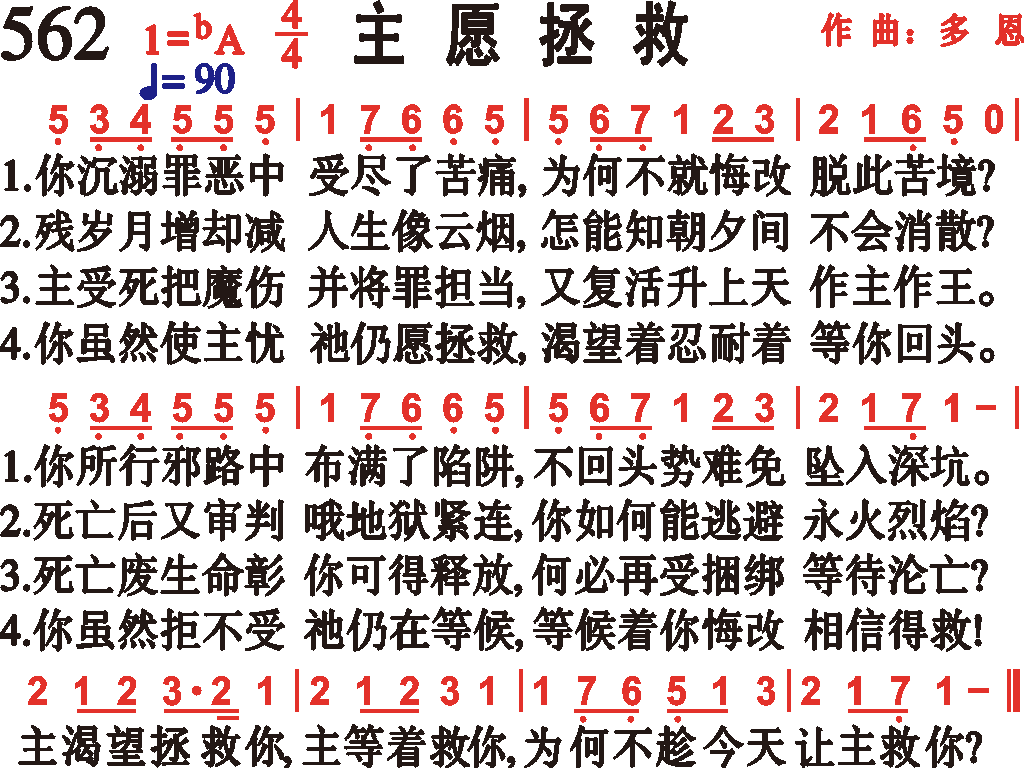 562 1=ᵇA 4/4 主愿拯救 作曲：多恩
♩=90
5 3 4 5 5 5 | 1 7 6 6 5 | 5 6 7 1 2 3 | 2 1 6 5 0 |
1.你沉溺罪恶中 受尽了苦痛,为何不就悔改 脱此苦境?
2.残岁月增却减 人生像云烟,怎能知朝夕间 不会消散?
3.主受死把魔伤 并将罪担当,又复活升上天 作主作王。
4.你虽然使主忧 祂仍愿拯救,渴望着忍耐着 等你回头。
5 3 4 5 5 5 | 1 7 6 6 5 | 5 6 7 1 2 3 | 2 1 7 1 – |
1.你所行邪路中 布满了陷阱,不回头势难免 坠入深坑。
2.死亡后又审判 哦地狱紧连,你如何能逃避 永火烈焰?
3.死亡废生命彰 你可得释放,何必再受捆绑 等待沦亡?
4.你虽然拒不受 祂仍在等候,等候着你悔改 相信得救!
2 1 2 3·2 1 | 2 1 2 3 1 | 1 7 6 5 1 3 | 2 1 7 1 – ‖
主渴望拯救你,主等着救你,为何不趁今天让主救你?